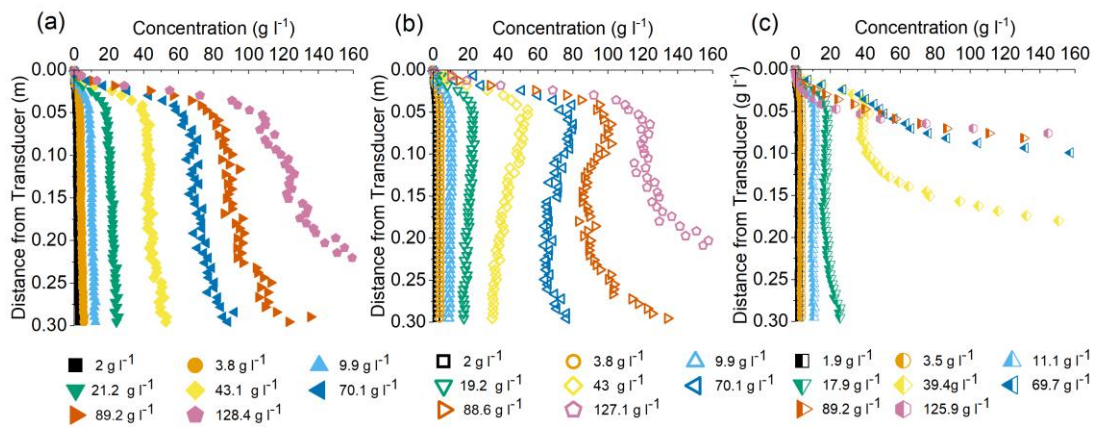 (a)
Concentration (g l⁻¹)
0 20 40 60 80 100 120 140 160
Distance from Transducer (m)
0.00
0.05
0.10
0.15
0.20
0.25
0.30
2 g l⁻¹ 3.8 g l⁻¹ 9.9 g l⁻¹
21.2 g l⁻¹ 43.1 g l⁻¹ 70.1 g l⁻¹
89.2 g l⁻¹ 128.4 g l⁻¹
(b)
Concentration (g l⁻¹)
0 20 40 60 80 100 120 140 160
Distance from Transducer (m)
0.00
0.05
0.10
0.15
0.20
0.25
0.30
2 g l⁻¹ 3.8 g l⁻¹ 9.9 g l⁻¹
19.2 g l⁻¹ 43 g l⁻¹ 70.1 g l⁻¹
88.6 g l⁻¹ 127.1 g l⁻¹
(c)
Concentration (g l⁻¹)
0 20 40 60 80 100 120 140 160
Distance from Transducer (g l⁻¹)
0.00
0.05
0.10
0.15
0.20
0.25
0.30
1.9 g l⁻¹ 3.5 g l⁻¹ 11.1 g l⁻¹
17.9 g l⁻¹ 39.4g l⁻¹ 69.7 g l⁻¹
89.2 g l⁻¹ 125.9 g l⁻¹